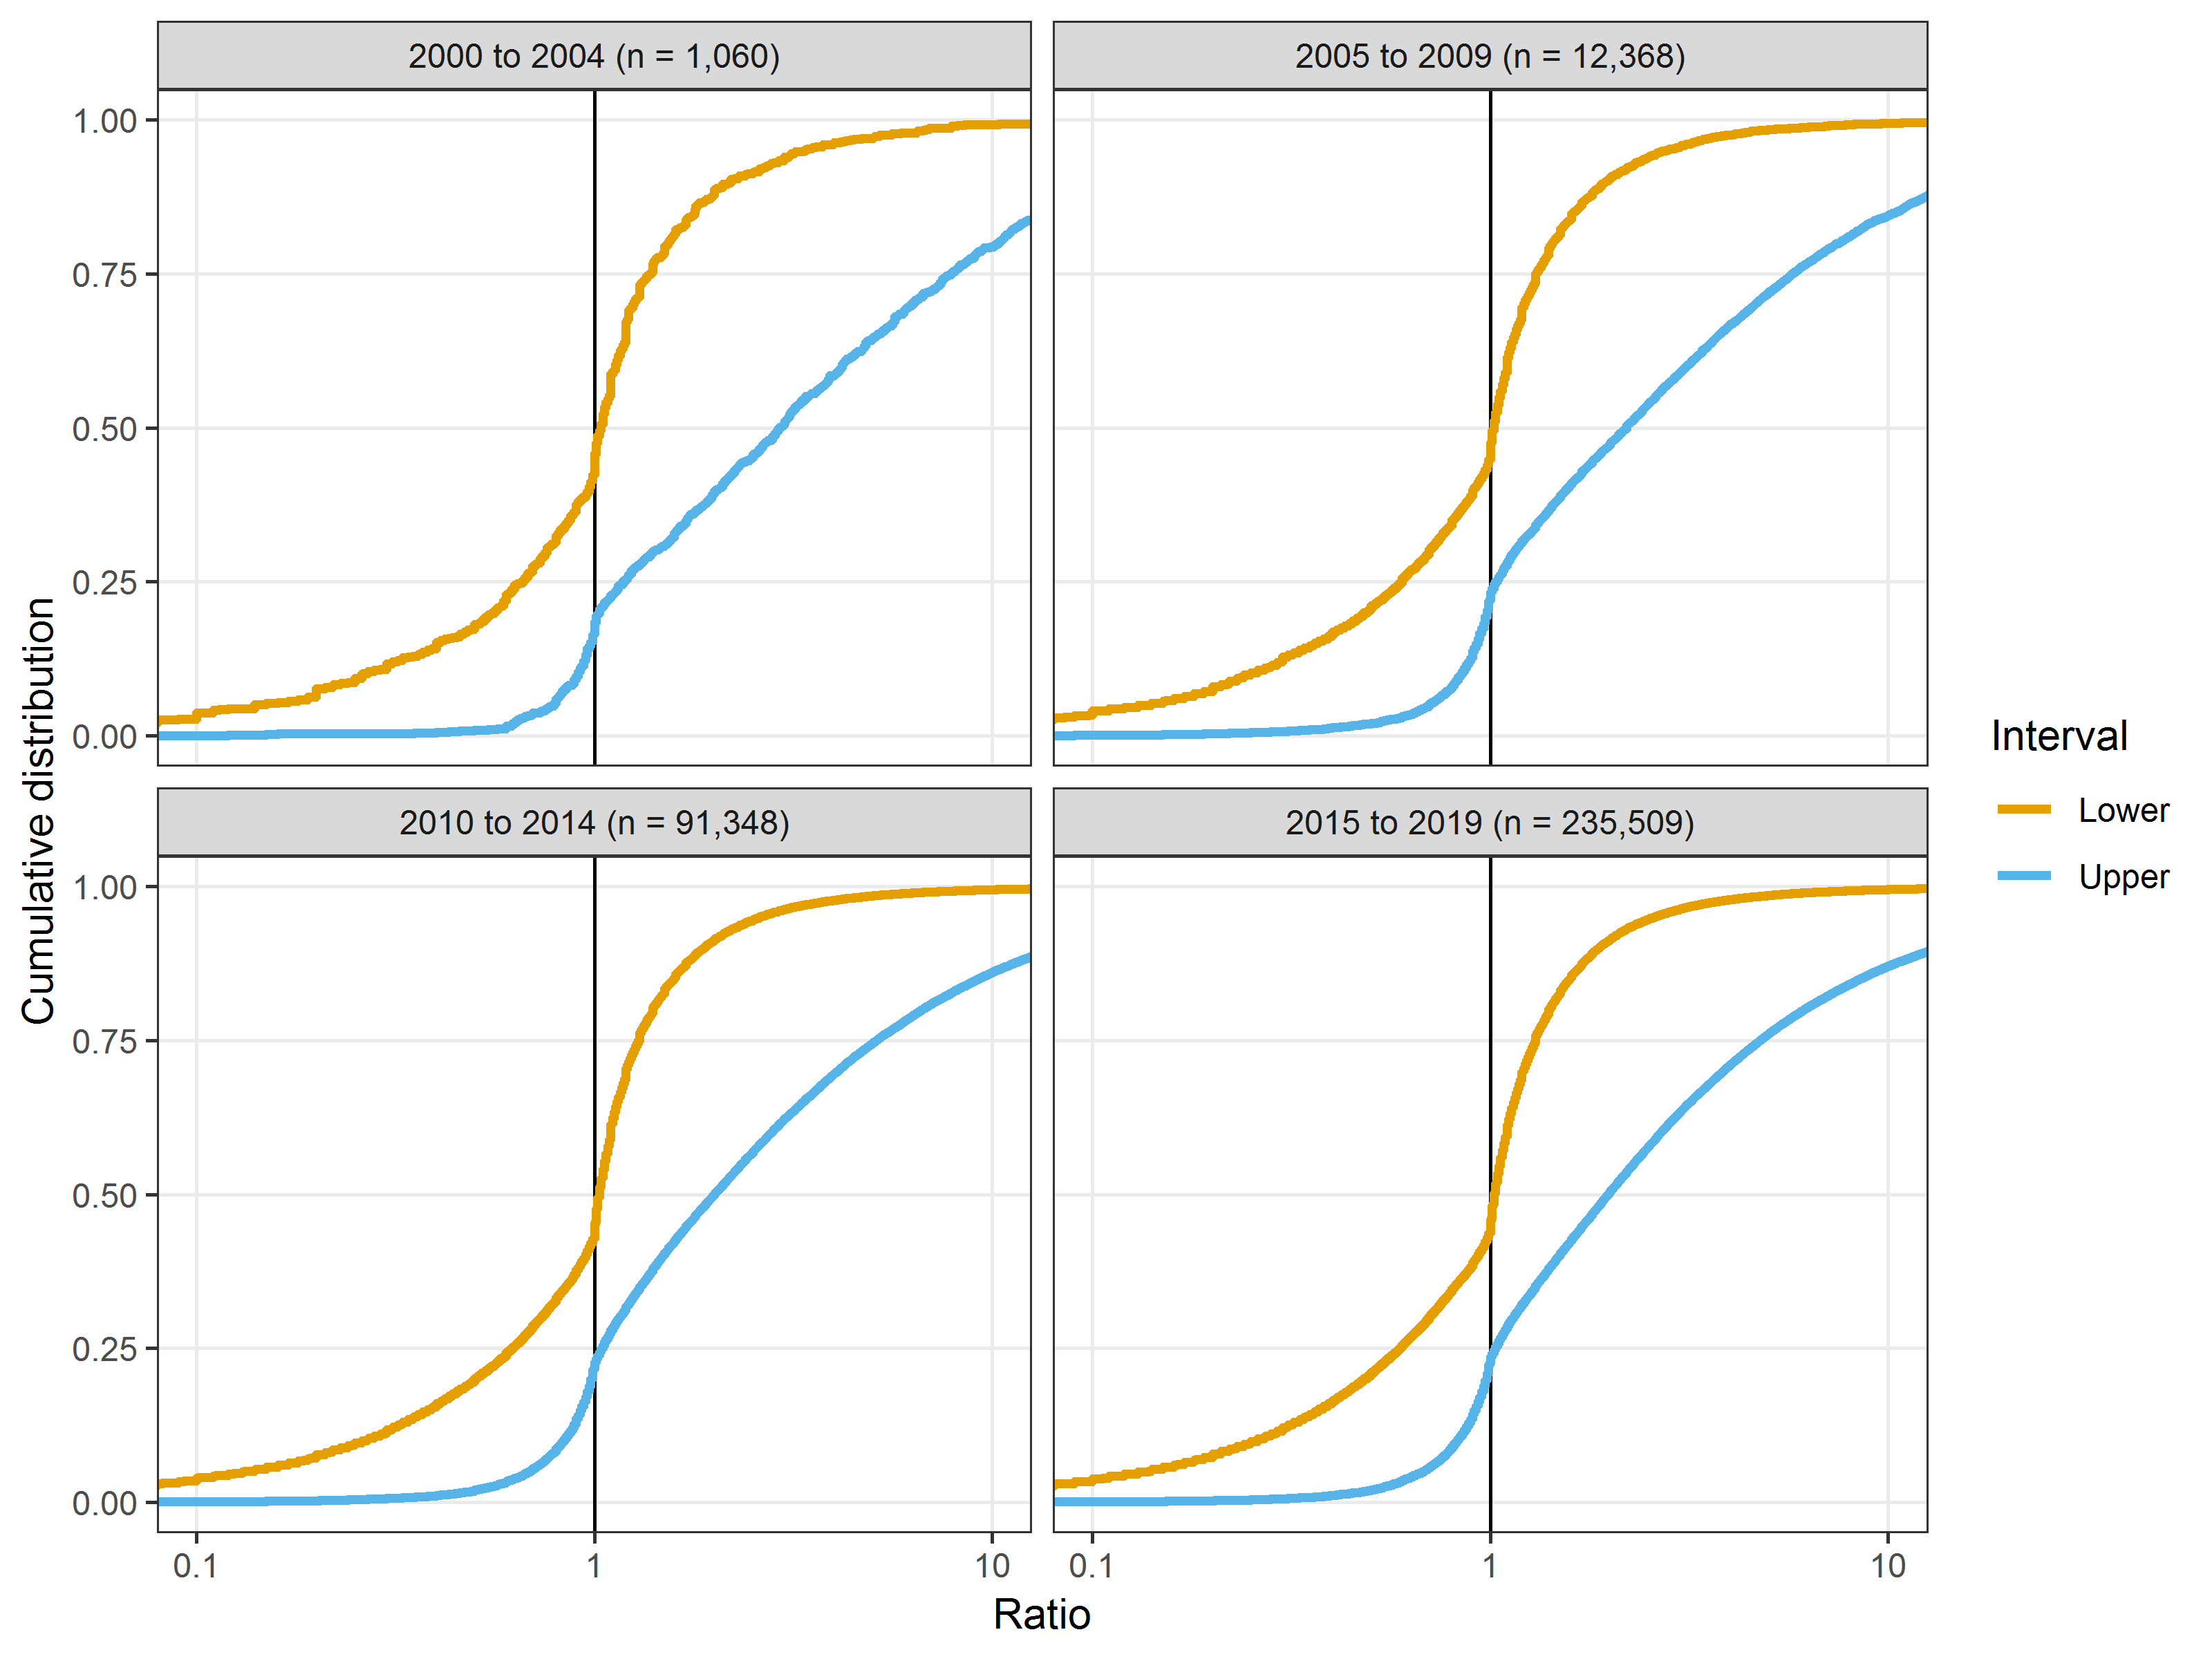 2000 to 2004 (n = 1,060)
2005 to 2009 (n = 12,368)
1.00
0.75
0.50
0.25
0.00
2010 to 2014 (n = 91,348)
2015 to 2019 (n = 235,509)
1.00
0.75
0.50
0.25
0.00
0.1
1
10
0.1
1
10
Ratio
Cumulative distribution
Interval
Lower
Upper